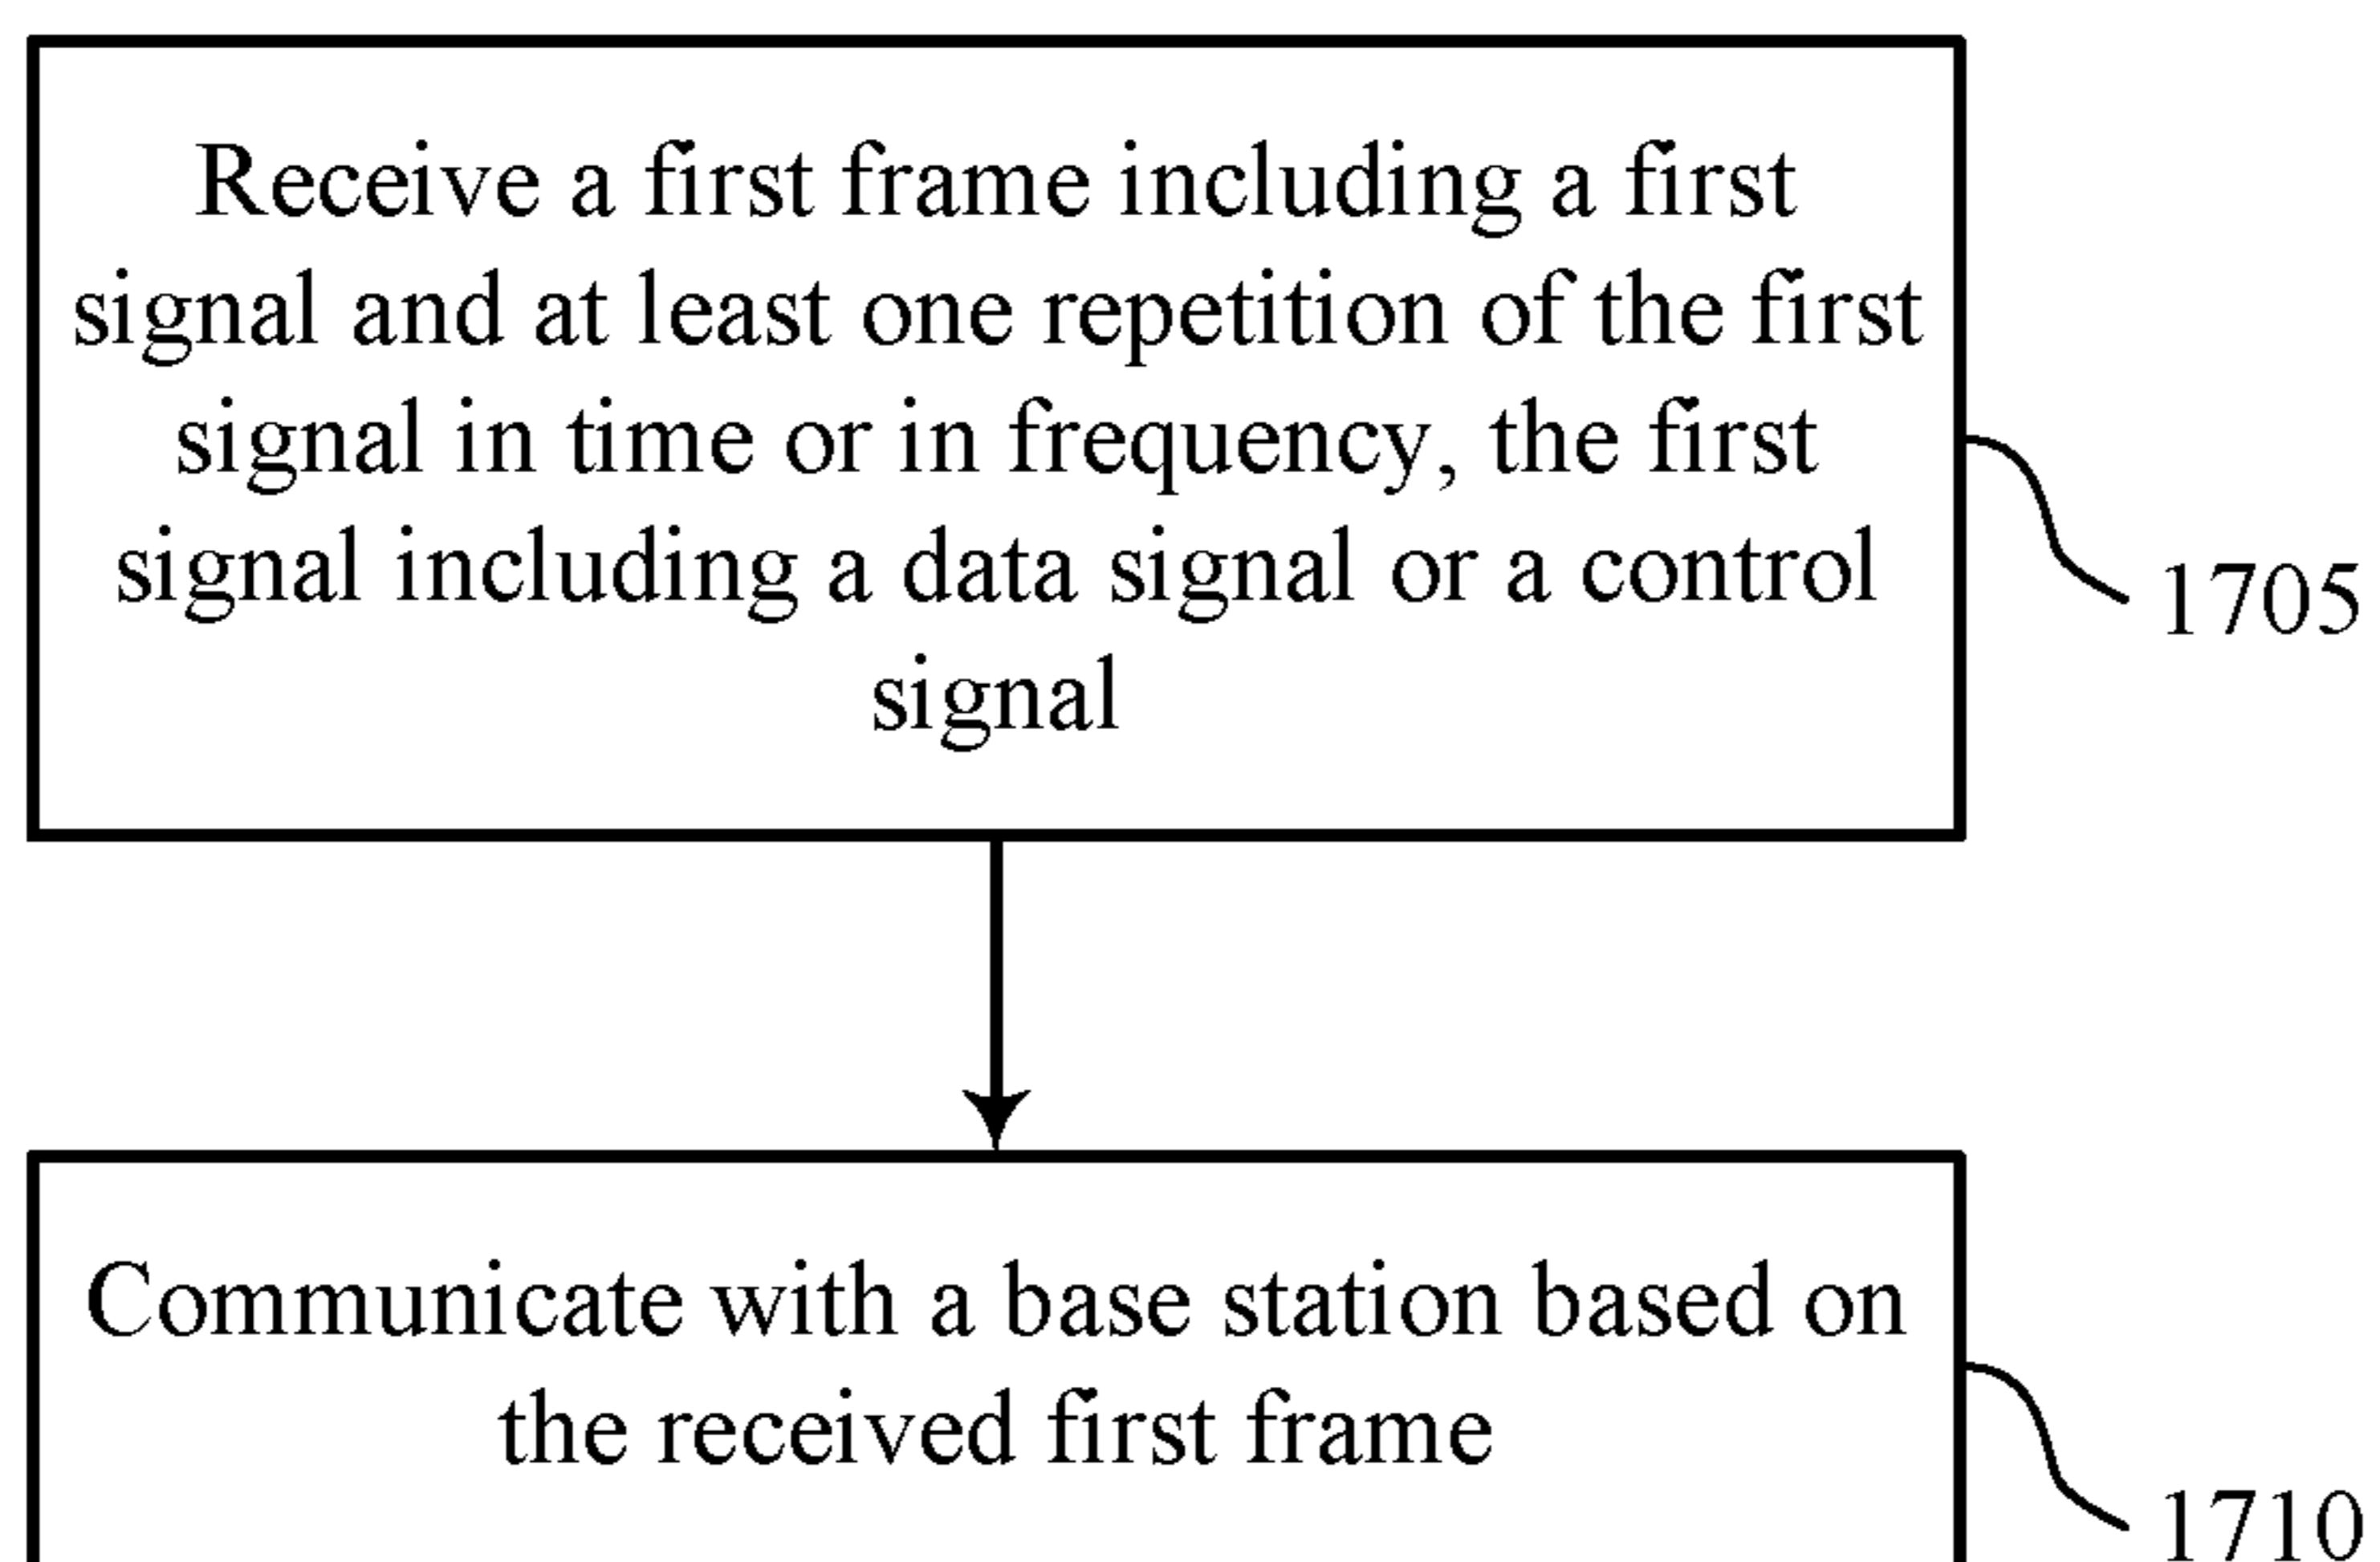 Receive a first frame including a first
signal and at least one repetition of the first
signal in time or in frequency, the first
signal including a data signal or a control
signal
1705
Communicate with a base station based on
the received first frame
1710